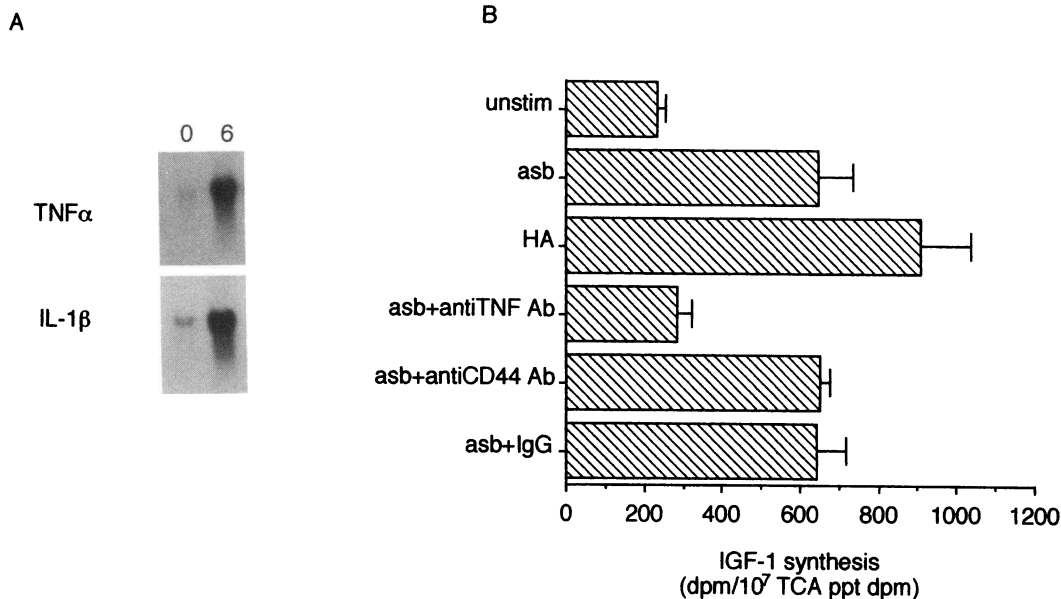 A
0 6
TNFα
IL-1β
B
unstim
asb
HA
asb+antiTNF Ab
asb+antiCD44 Ab
asb+IgG
0 200 400 600 800 1000 1200
IGF-1 synthesis
(dpm/10⁷ TCA ppt dpm)